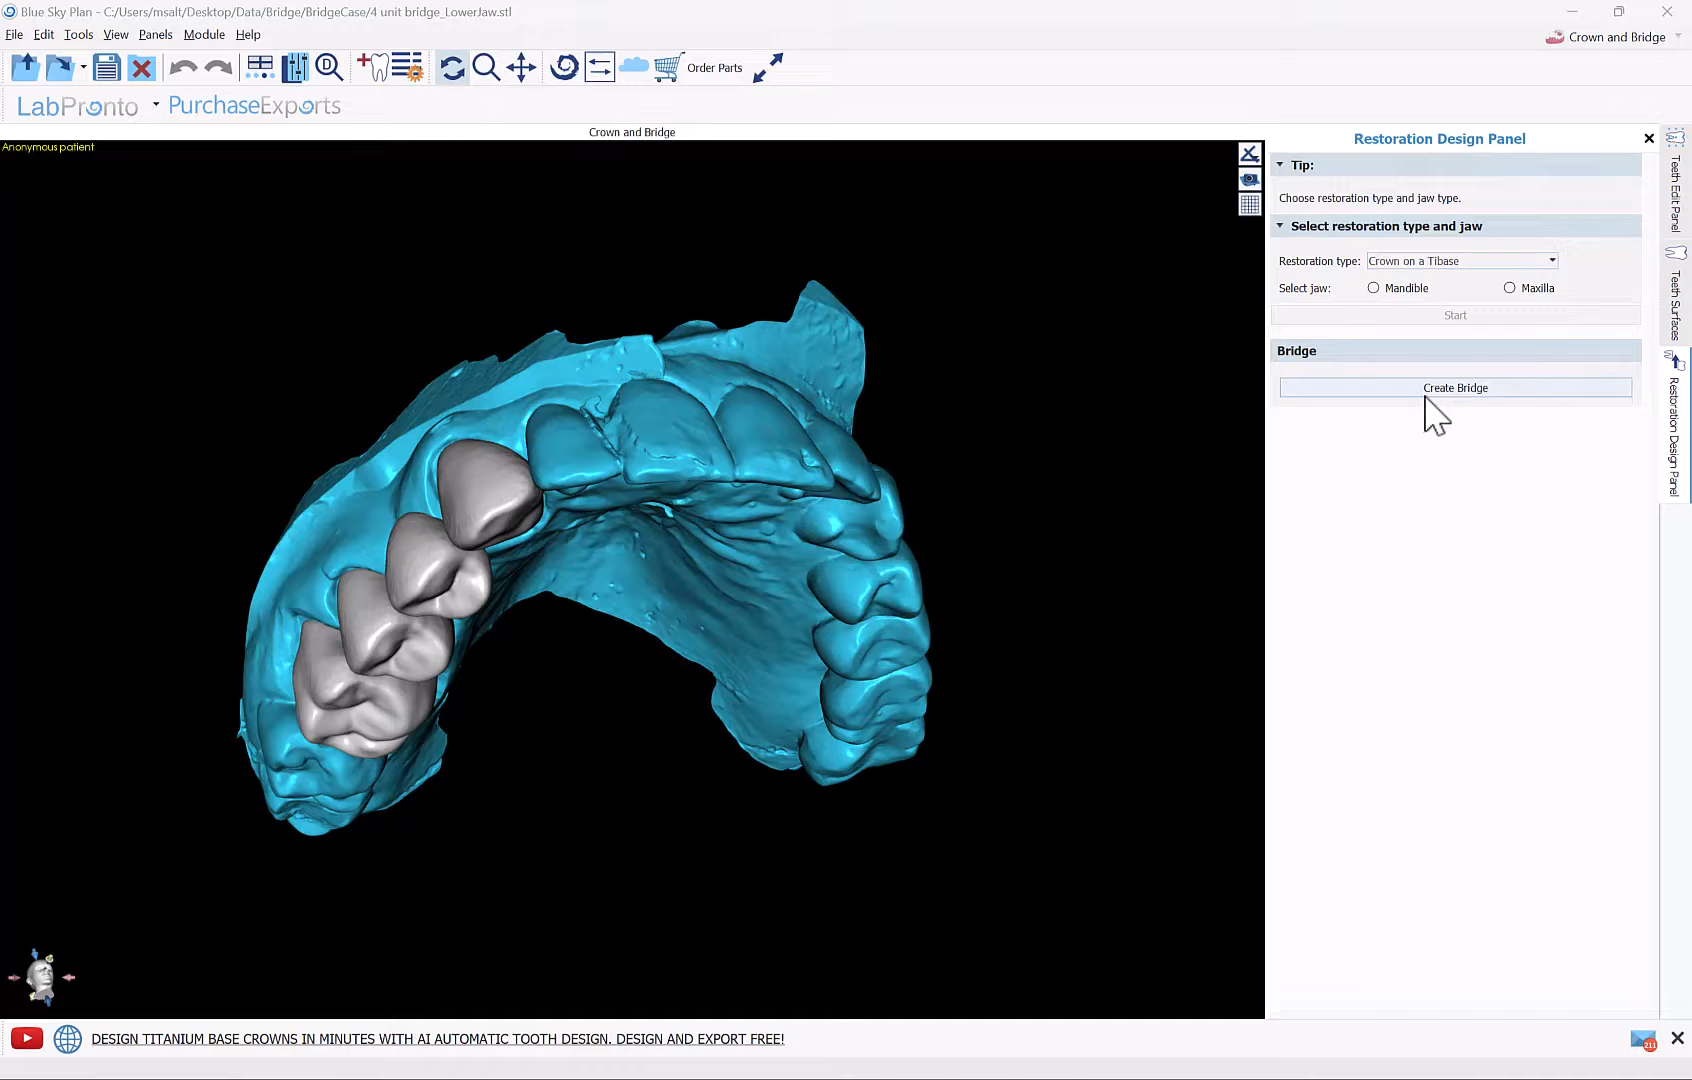 Blue Sky Plan - C:/Users/msalt/Desktop/Data/Bridge/BridgeCase/4 unit bridge_LowerJaw.stl
File Edit Tools View Panels Module Help
Crown and Bridge
D
Order Parts
LabPronto PurchaseExports
Crown and Bridge
Anonymous patient
Restoration Design Panel
Tip:
Choose restoration type and jaw type.
Select restoration type and jaw
Restoration type: Crown on a Tibase
Select jaw: Mandible Maxilla
Start
Bridge
Create Bridge
Teeth Edit Panel
Teeth Surfaces
Restoration Design Panel
DESIGN TITANIUM BASE CROWNS IN MINUTES WITH AI AUTOMATIC TOOTH DESIGN. DESIGN AND EXPORT FREE!
211